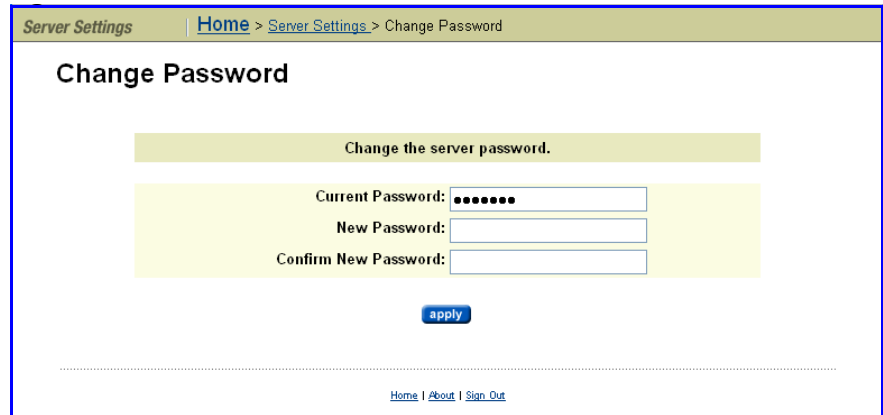 Server Settings | Home > Server Settings > Change Password
Change Password
Change the server password.
Current Password: •••••••
New Password:
Confirm New Password:
apply
Home | About | Sign Out